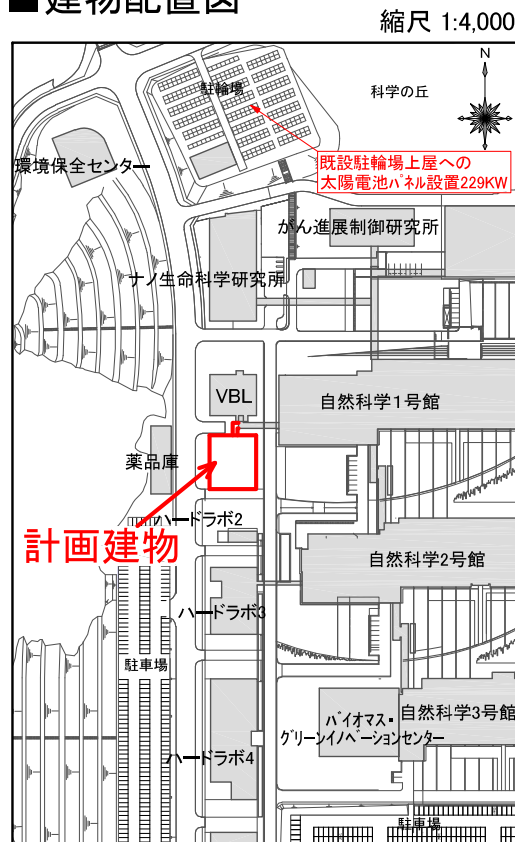 ■建物配置図
縮尺 1:4,000
N
駐輪場
科学の丘
既設駐輪場上屋への
太陽電池パネル設置229KW
環境保全センター
がん進展制御研究所
ナノ生命科学研究所
VBL
自然科学1号館
薬品庫
ハードラボ2
計画建物
自然科学2号館
ハードラボ3
駐車場
バイオマス・
グリーンイノベーションセンター
自然科学3号館
ハードラボ4
駐車場